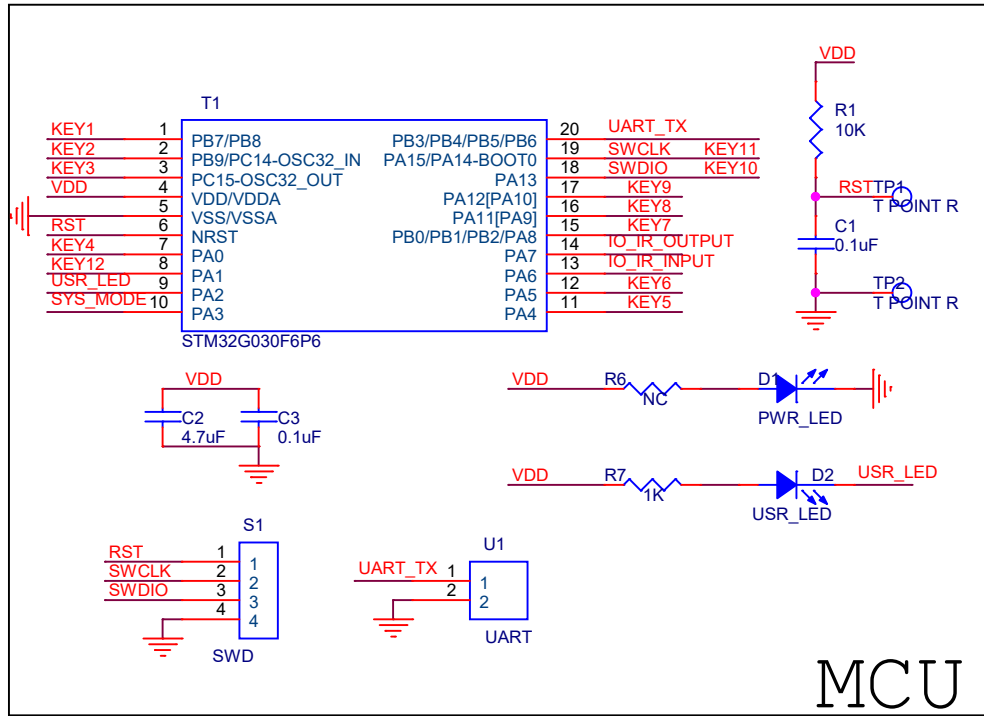 VDD
T1
R1
10K
KEY1 1 PB7/PB8
KEY2 2 PB9/PC14-OSC32_IN
KEY3 3 PC15-OSC32_OUT
VDD 4 VDD/VDDA
5 VSS/VSSA
RST 6 NRST
KEY4 7 PA0
KEY12 8 PA1
USR_LED 9 PA2
SYS_MODE 10 PA3
PB3/PB4/PB5/PB6 20 UART_TX
PA15/PA14-BOOT0 19 SWCLK KEY11
PA13 18 SWDIO KEY10
PA12[PA10] 17 KEY9
PA11[PA9] 16 KEY8
PB0/PB1/PB2/PA8 15 KEY7
PA7 14 IO_IR_OUTPUT
PA6 13 IO_IR_INPUT
PA5 12 KEY6
PA4 11 KEY5
STM32G030F6P6
RST TP1
T POINT R
C1
0.1uF
TP2
T POINT R
VDD
C2
4.7uF
C3
0.1uF
VDD R6 D1
NC
PWR_LED
VDD R7 D2 USR_LED
1K
USR_LED
S1
RST 1 1
SWCLK 2 2
SWDIO 3 3
4 4
SWD
U1
UART_TX 1 1
2 2
UART
MCU